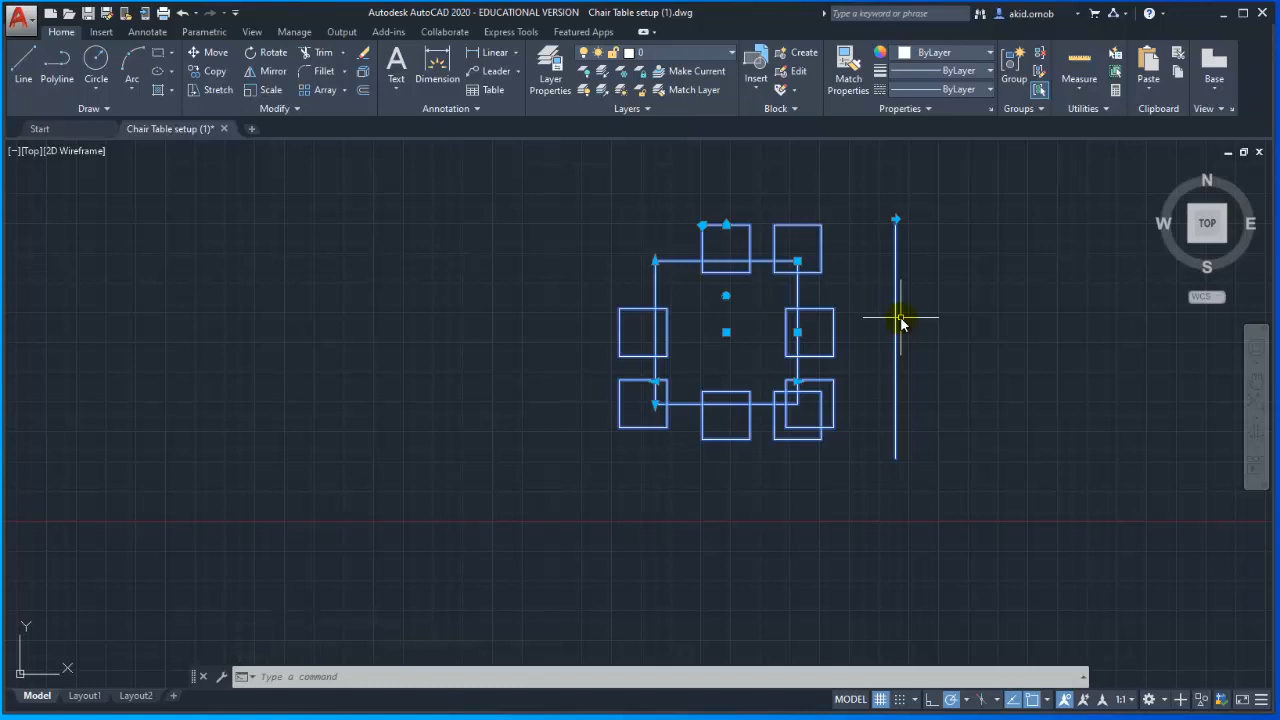 A Autodesk AutoCAD 2020 - EDUCATIONAL VERSION Chair Table setup (1).dwg Type a keyword or phrase akid.ornob
Home Insert Annotate Parametric View Manage Output Add-ins Collaborate Express Tools Featured Apps
Line Polyline Circle Arc
Move Rotate Trim
Copy Mirror Fillet
Stretch Scale Array
Text Dimension
Linear
Leader
Table
Layer Properties
0
Make Current
Match Layer
Insert
Create
Edit
Match Properties
ByLayer
ByLayer
ByLayer
Group
Measure
Paste
Base
Draw Modify Annotation Layers Block Properties Groups Utilities Clipboard View
Start Chair Table setup (1)*
[−][Top][2D Wireframe]
N
W TOP E
S
WCS
Y
X
Type a command
Model Layout1 Layout2 +
MODEL 1:1